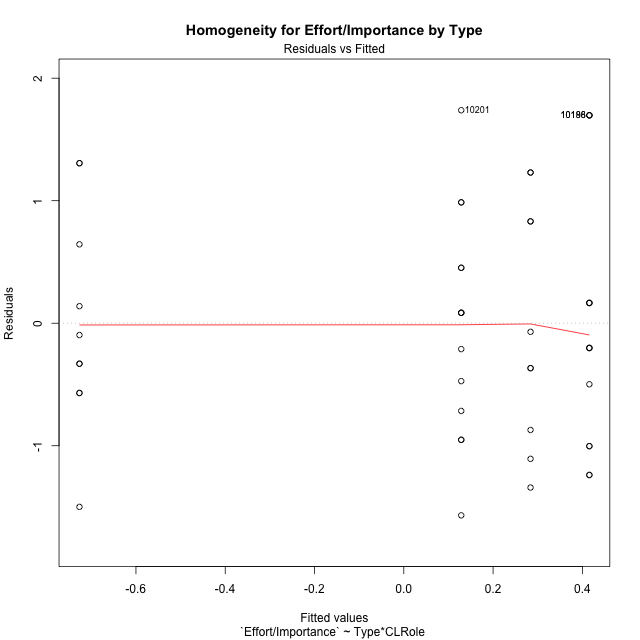 Homogeneity for Effort/Importance by Type
Residuals vs Fitted
2
1
0
-1
Residuals
10201
-0.6
-0.4
-0.2
0.0
0.2
0.4
Fitted values
`Effort/Importance` ~ Type*CLRole